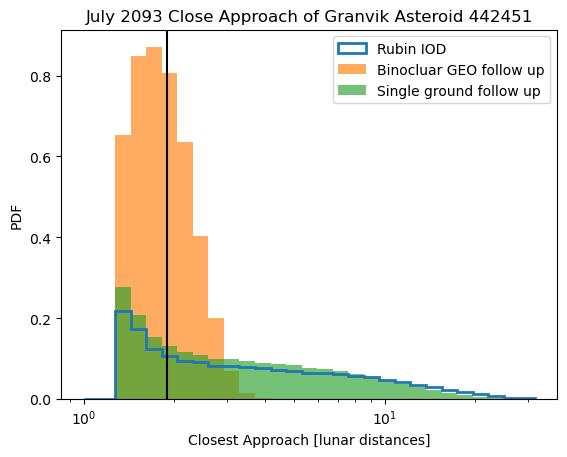 July 2093 Close Approach of Granvik Asteroid 442451
Rubin IOD
Binocluar GEO follow up
Single ground follow up
0.8
0.6
0.4
0.2
0.0
PDF
10⁰
10¹
Closest Approach [lunar distances]